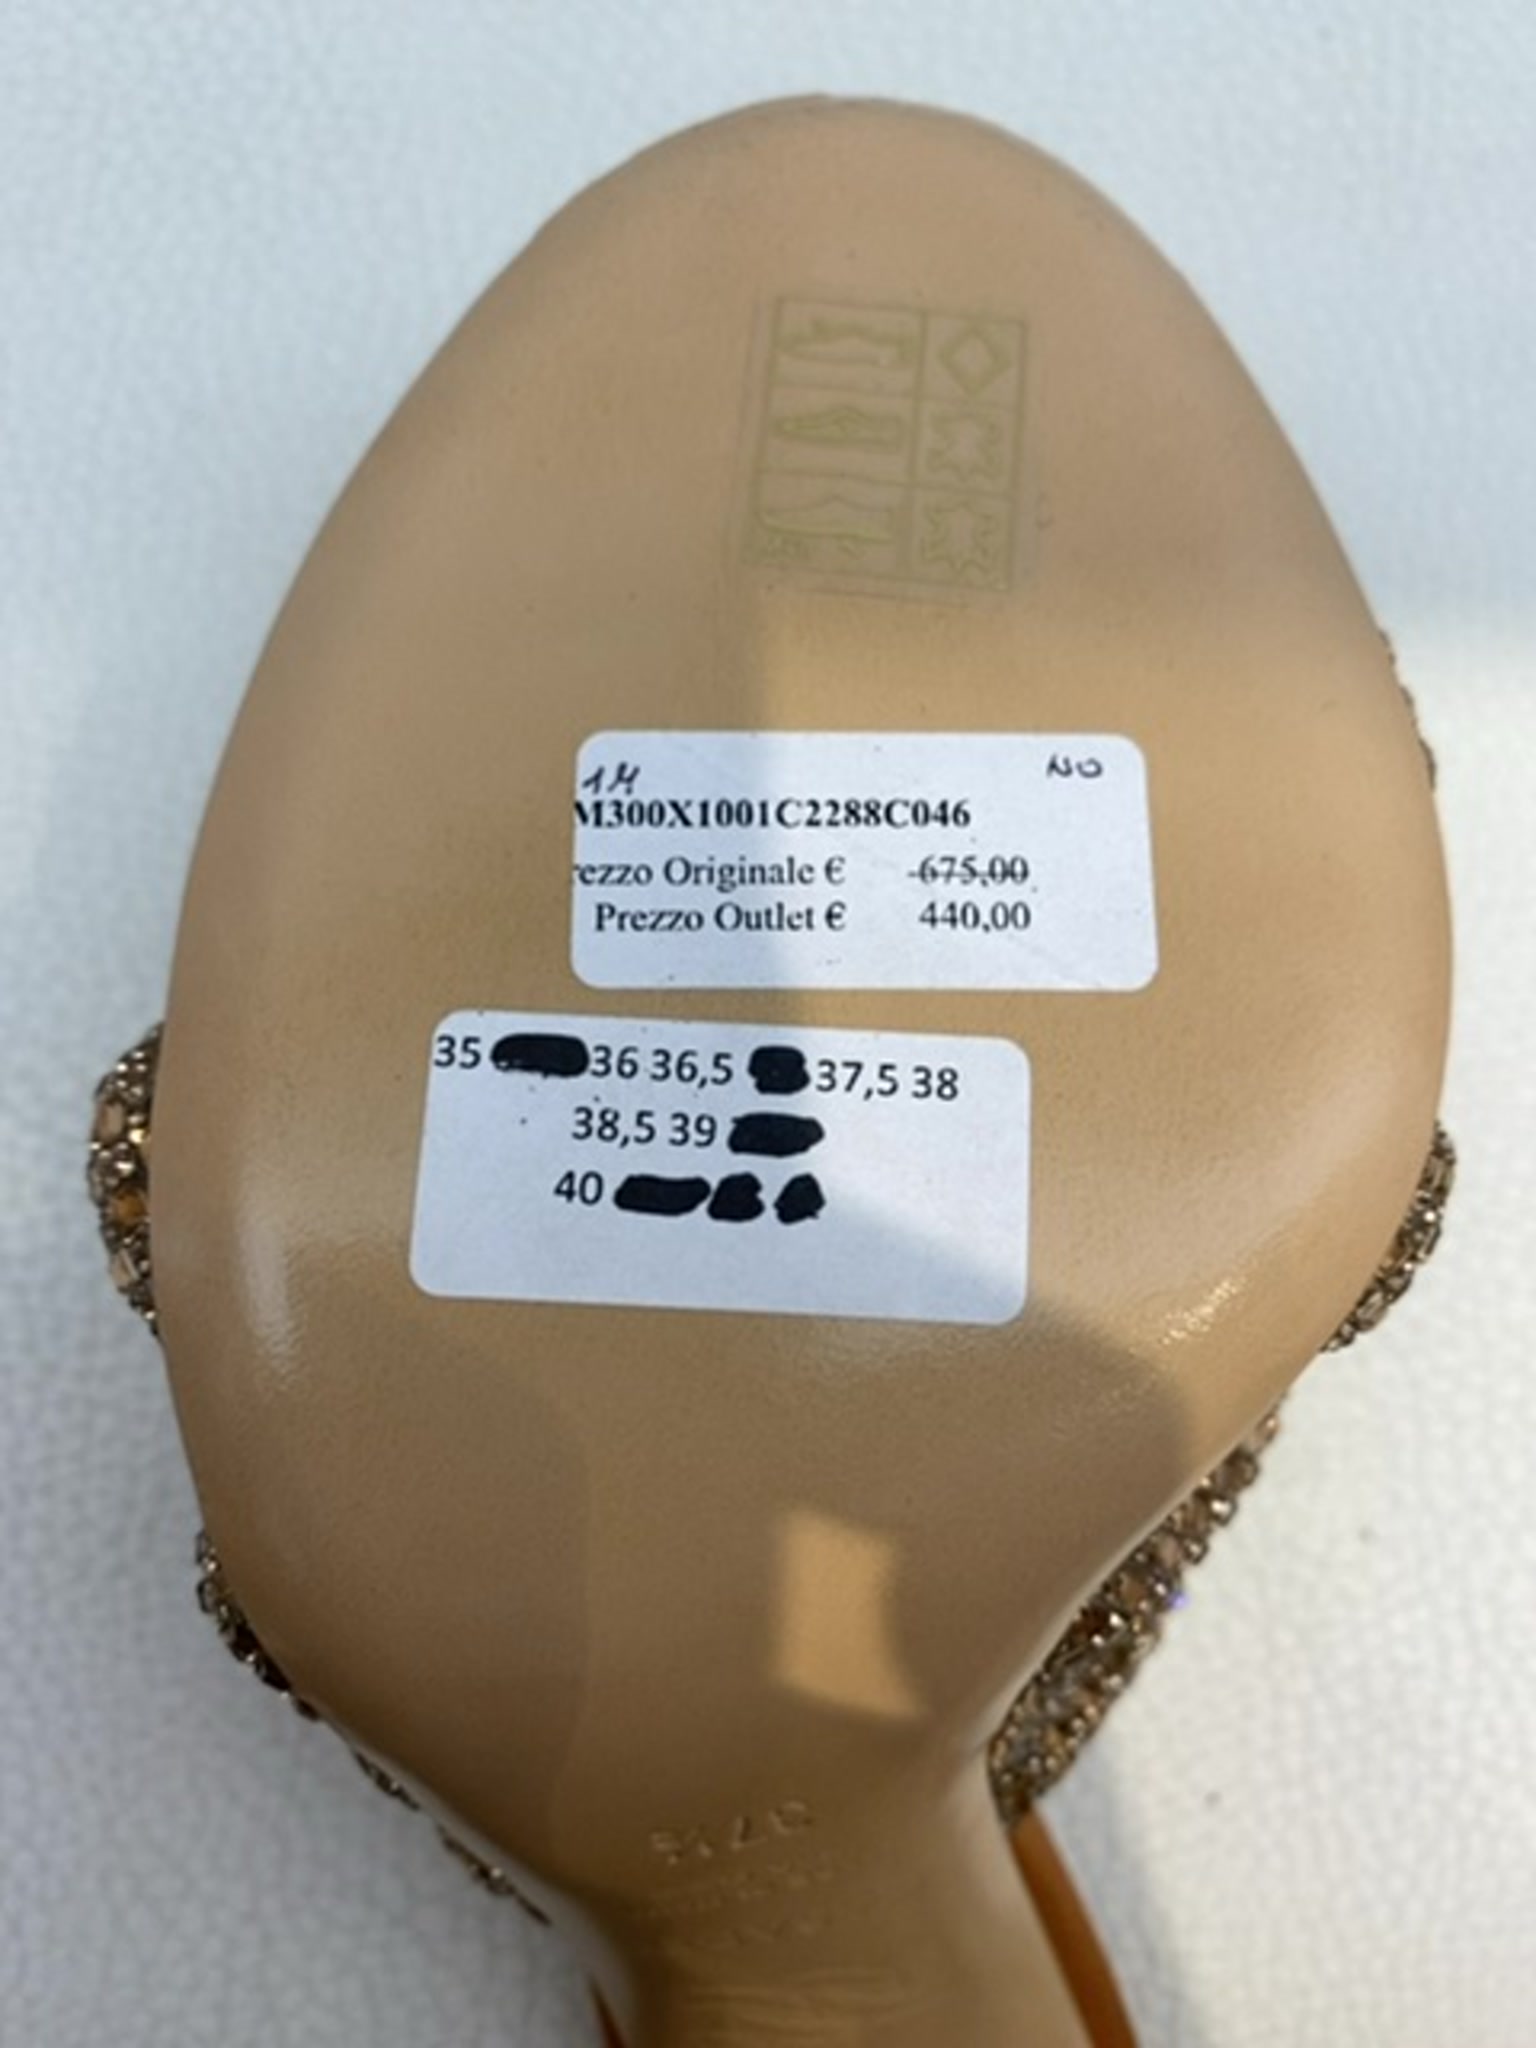 14 NO
M300X1001C2288C046
rezzo Originale € 675,00
Prezzo Outlet € 440,00
35 36 36,5 37,5 38
38,5 39
40